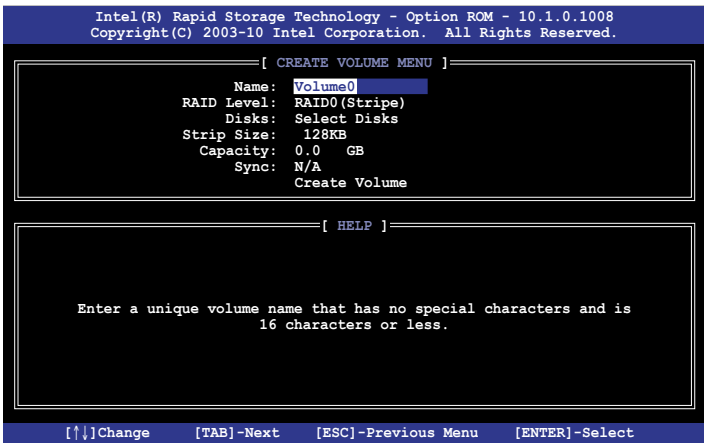 Intel(R) Rapid Storage Technology - Option ROM - 10.1.0.1008
Copyright(C) 2003-10 Intel Corporation. All Rights Reserved.
[ CREATE VOLUME MENU ]
Name: Volume0
RAID Level: RAID0(Stripe)
Disks: Select Disks
Strip Size: 128KB
Capacity: 0.0 GB
Sync: N/A
Create Volume
[ HELP ]
Enter a unique volume name that has no special characters and is
16 characters or less.
[↑↓]Change [TAB]-Next [ESC]-Previous Menu [ENTER]-Select